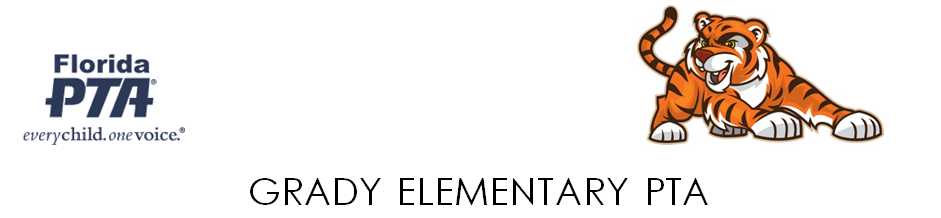 Florida
PTA®
everychild.onevoice.®
GRADY ELEMENTARY PTA